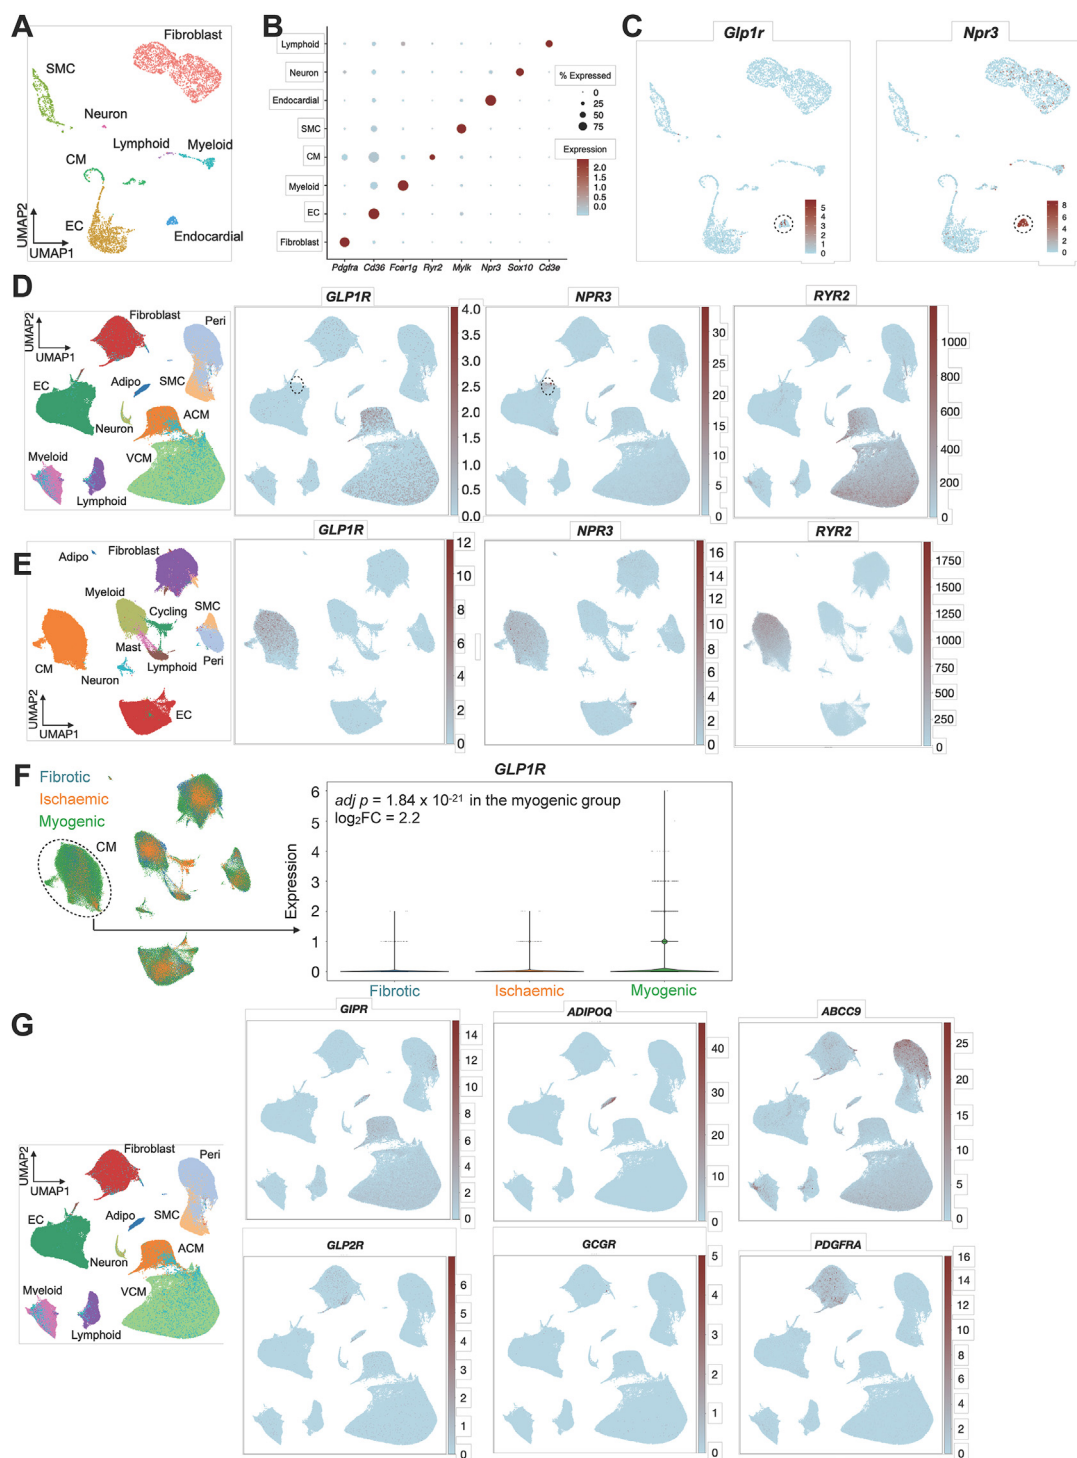 A
Fibroblast
SMC
Neuron
Lymphoid
Myeloid
CM
EC
Endocardial
UMAP2
UMAP1
B
Lymphoid
Neuron
Endocardial
SMC
CM
Myeloid
EC
Fibroblast
Pdgfra Cd36 Fcer1g Ryr2 Mylk Npr3 Sox10 Cd3e
% Expressed
0
25
50
75
Expression
2.0
1.5
1.0
0.5
0.0
C
Glp1r
5
4
3
2
1
0
Npr3
8
6
4
2
0
D
UMAP2
UMAP1
Fibroblast
Peri
EC
Adipo
SMC
ACM
Neuron
VCM
Myeloid
Lymphoid
GLP1R
4.0
3.5
3.0
2.5
2.0
1.5
1.0
0.5
0.0
NPR3
30
25
20
15
10
5
0
RYR2
1000
800
600
400
200
0
E
Adipo
Fibroblast
Myeloid
Cycling
SMC
Mast
Lymphoid
Peri
CM
Neuron
EC
UMAP2
UMAP1
GLP1R
12
10
8
6
4
2
0
NPR3
16
14
12
10
8
6
4
2
0
RYR2
1750
1500
1250
1000
750
500
250
0
F
Fibrotic
Ischaemic
Myogenic
CM
GLP1R
adj p = 1.84 x 10⁻²¹ in the myogenic group
log₂FC = 2.2
Expression
6
5
4
3
2
1
0
Fibrotic
Ischaemic
Myogenic
G
UMAP2
UMAP1
Fibroblast
Peri
EC
Adipo
SMC
ACM
Neuron
VCM
Myeloid
Lymphoid
GIPR
14
12
10
8
6
4
2
0
ADIPOQ
40
30
20
10
0
ABCC9
25
20
15
10
5
0
GLP2R
6
5
4
3
2
1
0
GCGR
5
4
3
2
1
0
PDGFRA
16
14
12
10
8
6
4
2
0